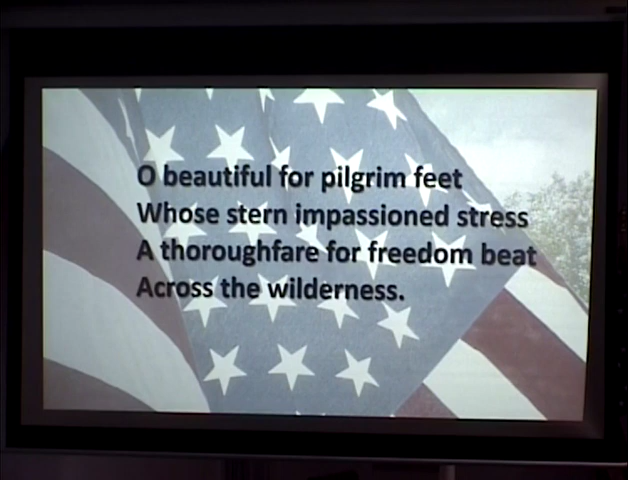 O beautiful for pilgrim feet
Whose stern impassioned stress
A thoroughfare for freedom beat
Across the wilderness.